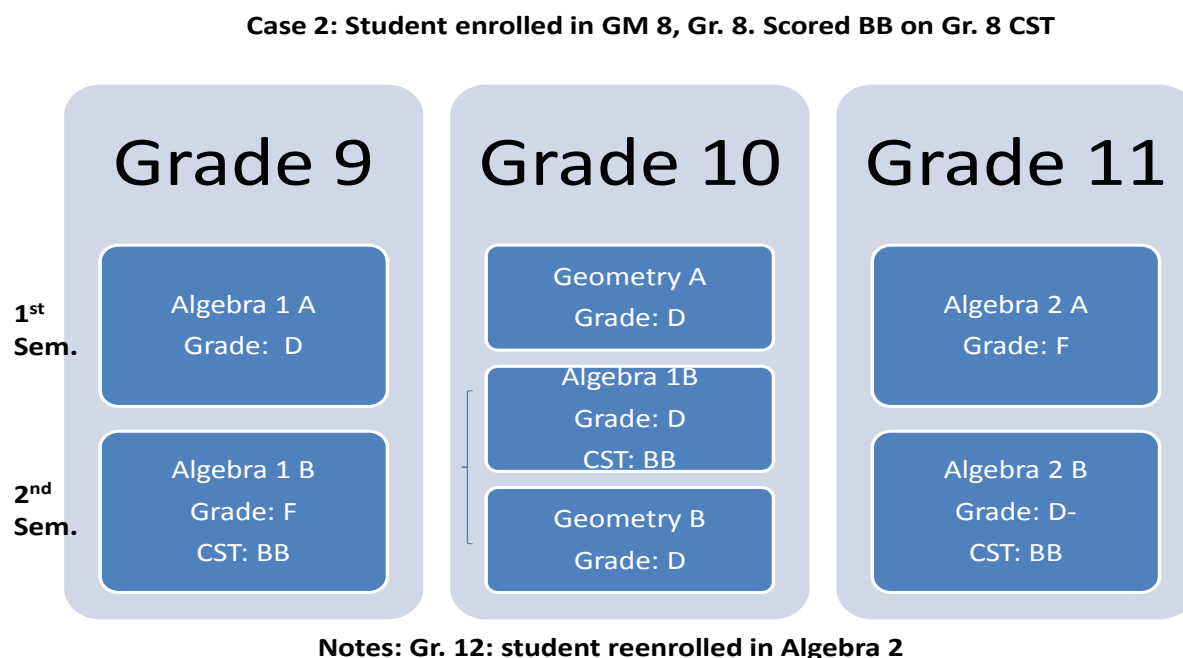 Case 2: Student enrolled in GM 8, Gr. 8. Scored BB on Gr. 8 CST
Grade 9
Grade 10
Grade 11
1st
Sem.
Algebra 1 A
Grade:  D
Geometry A
Grade: D
Algebra 2 A
Grade: F
2nd
Sem.
Algebra 1 B
Grade: F
CST: BB
Algebra 1B
Grade: D
CST: BB
Geometry B
Grade: D
Algebra 2 B
Grade: D-
CST: BB
Notes: Gr. 12: student reenrolled in Algebra 2